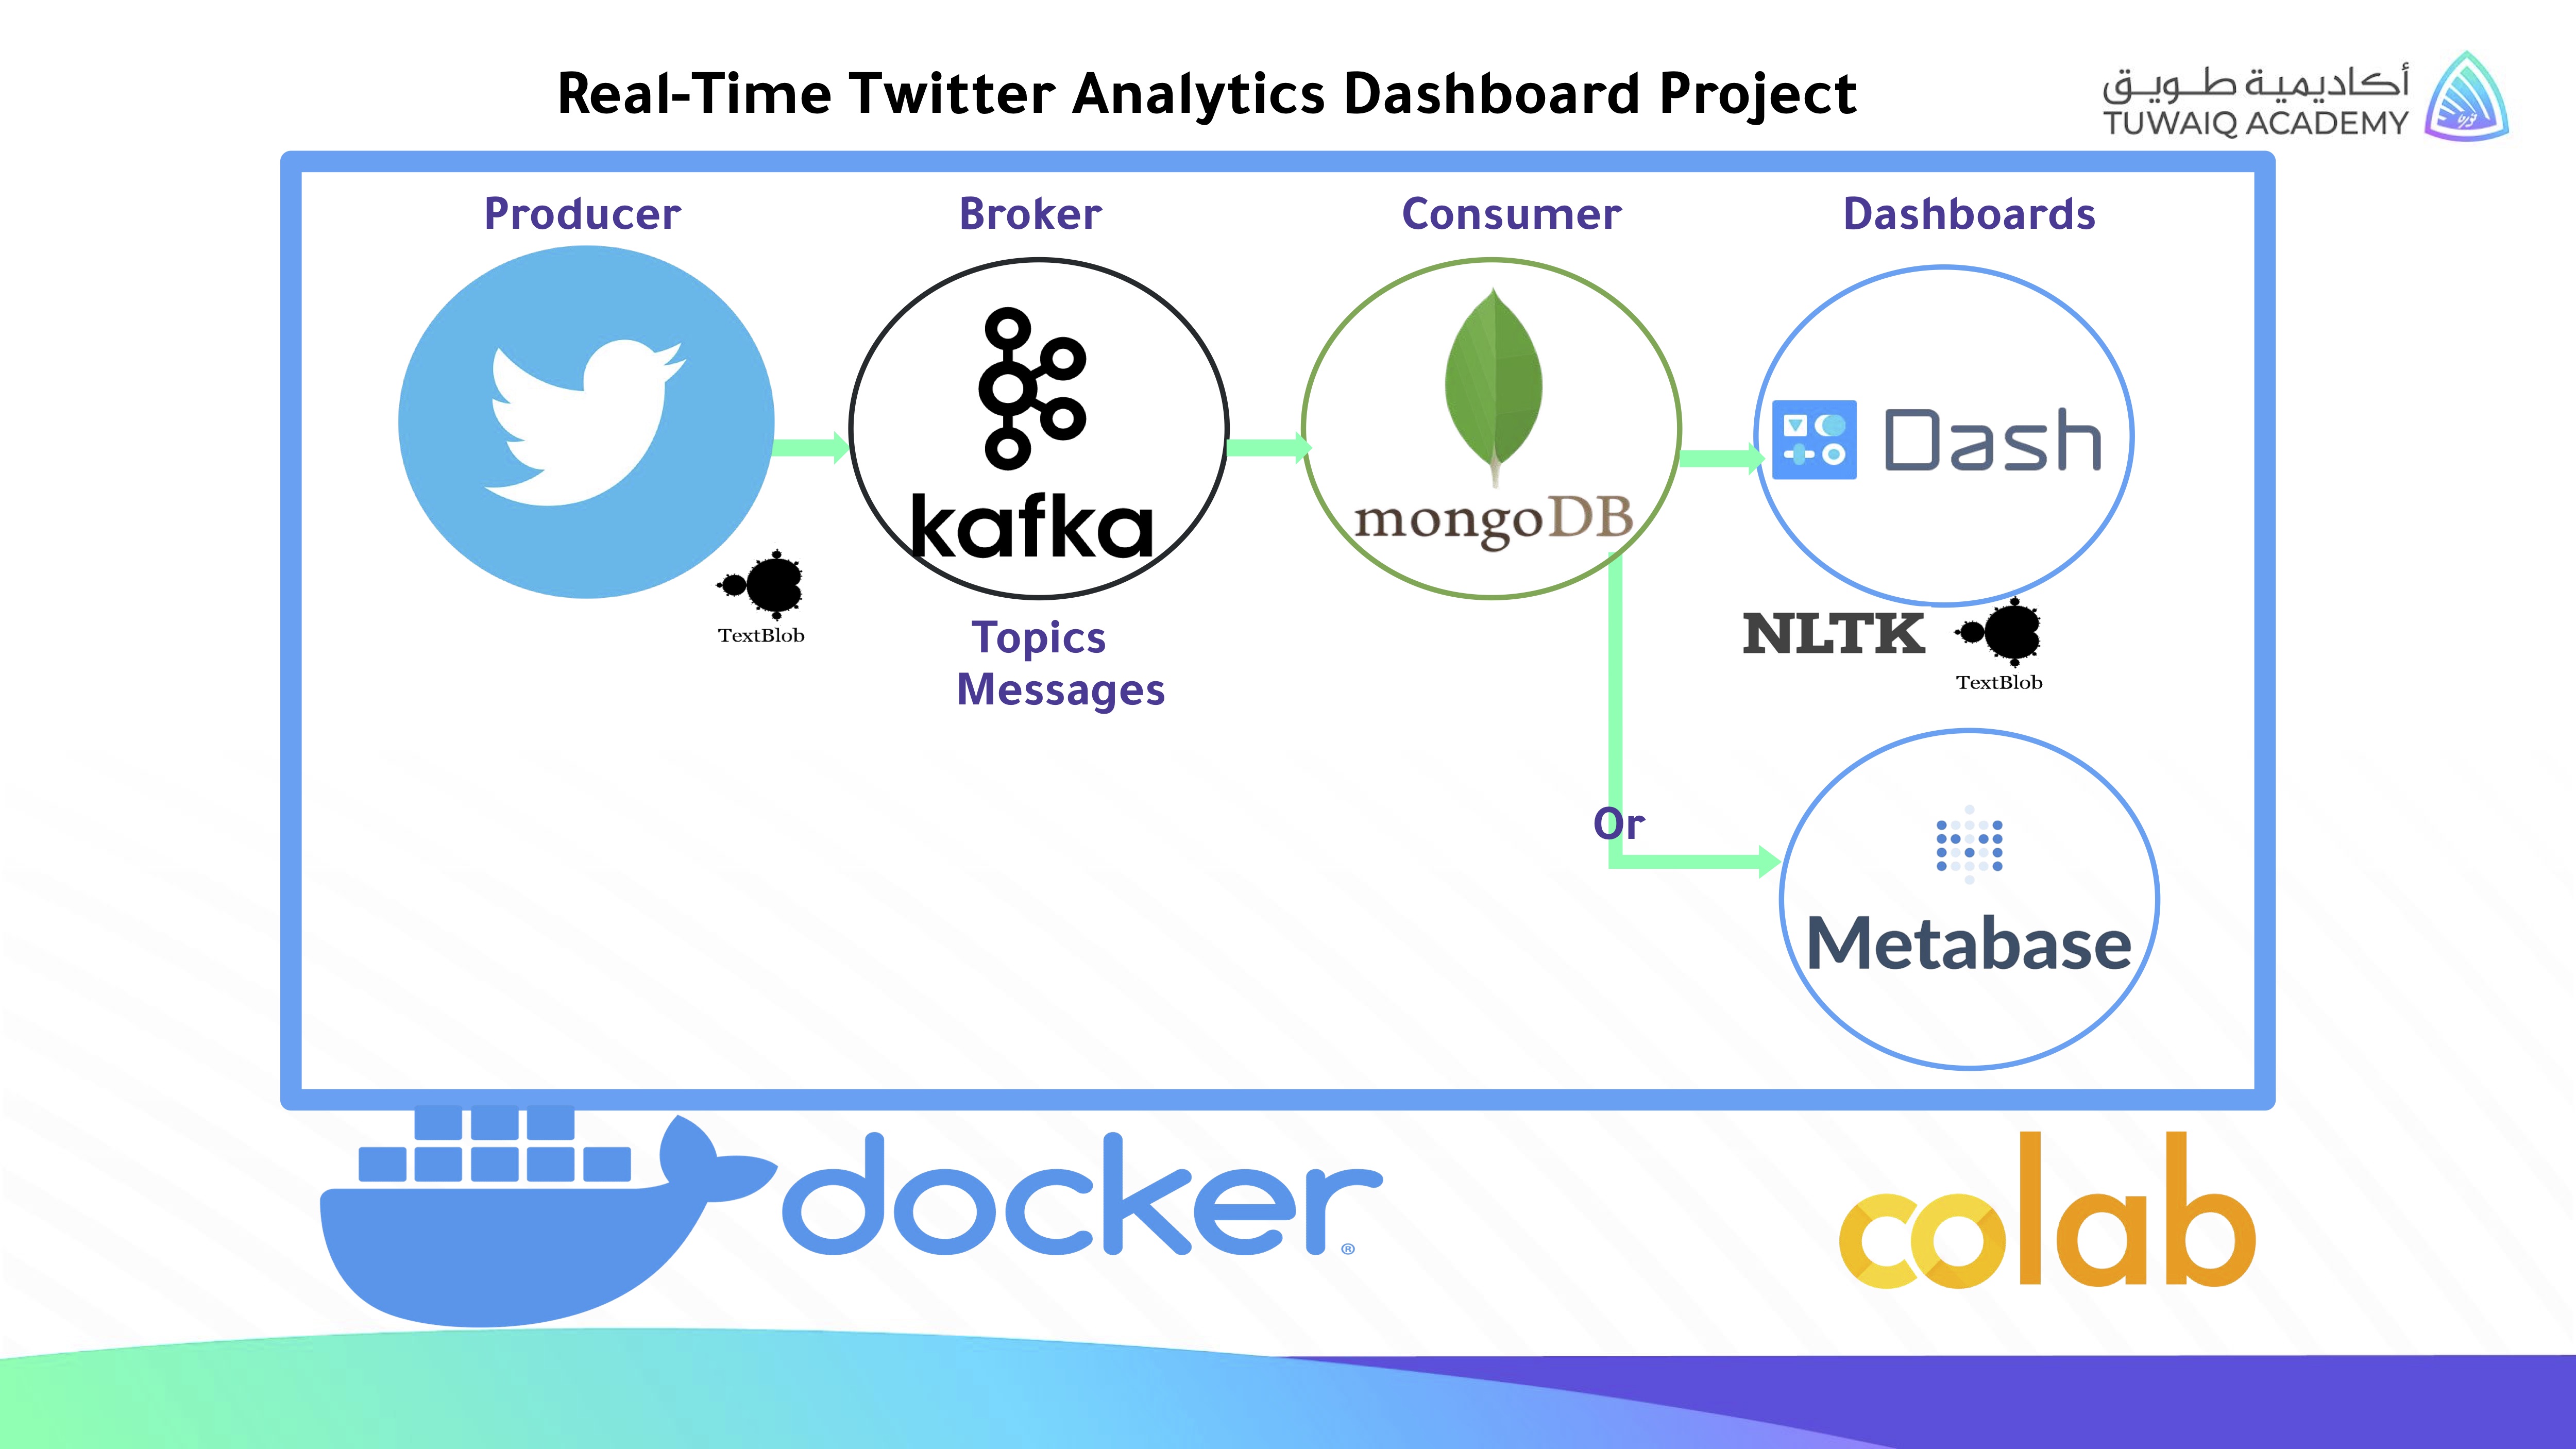 Real-Time Twitter Analytics Dashboard Project
أكاديمية طويق
TUWAIQ ACADEMY
Producer
Broker
Consumer
Dashboards
kafka
mongoDB
Dash
TextBlob
Topics
Messages
NLTK
TextBlob
Or
Metabase
docker®
colab